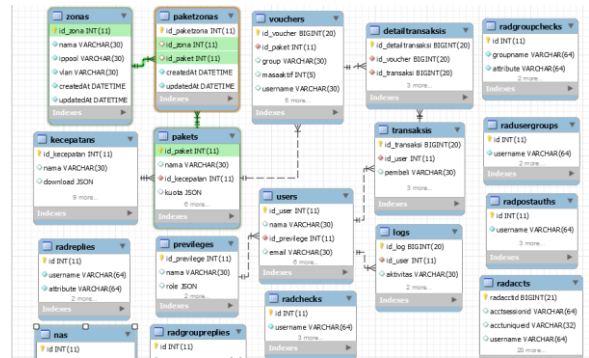 zonas
id_zona INT(11)
nama VARCHAR(30)
ippool VARCHAR(30)
vlan VARCHAR(30)
createdAt DATETIME
updatedAt DATETIME
Indexes
paketzonas
id_paketzona INT(11)
id_zona INT(11)
id_paket INT(11)
createdAt DATETIME
updatedAt DATETIME
Indexes
vouchers
id_voucher BIGINT(20)
id_paket INT(11)
group VARCHAR(30)
masaaktif INT(5)
username VARCHAR(30)
6 more...
Indexes
detailtransaksis
id_detailtransaksi BIGINT(20)
id_voucher BIGINT(20)
id_transaksi BIGINT(20)
3 more...
Indexes
radgroupchecks
id INT(11)
groupname VARCHAR(64)
attribute VARCHAR(64)
2 more...
Indexes
kecepatans
id_kecepatan INT(11)
nama VARCHAR(30)
download JSON
9 more...
Indexes
pakets
id_paket INT(11)
nama VARCHAR(30)
id_kecepatan INT(11)
kuota JSON
6 more...
Indexes
transaksis
id_transaksi BIGINT(20)
id_user INT(11)
pembeli VARCHAR(30)
3 more...
Indexes
radusergroups
id INT(11)
username VARCHAR(64)
2 more...
Indexes
users
id_user INT(11)
nama VARCHAR(30)
id_previlege INT(11)
email VARCHAR(30)
6 more...
Indexes
radpostauths
id INT(11)
username VARCHAR(64)
3 more...
Indexes
radreplies
id INT(11)
username VARCHAR(64)
attribute VARCHAR(64)
2 more...
Indexes
previleges
id_previlege INT(11)
nama VARCHAR(30)
role JSON
2 more...
Indexes
logs
id_log BIGINT(20)
id_user INT(11)
aktivitas VARCHAR(30)
2 more...
Indexes
radchecks
id INT(11)
username VARCHAR(64)
3 more...
Indexes
radaccts
radacctid BIGINT(21)
acctsessionid VARCHAR(64)
acctuniqueid VARCHAR(32)
username VARCHAR(64)
nas
id INT(11)
radgroupreplies
id INT(11)